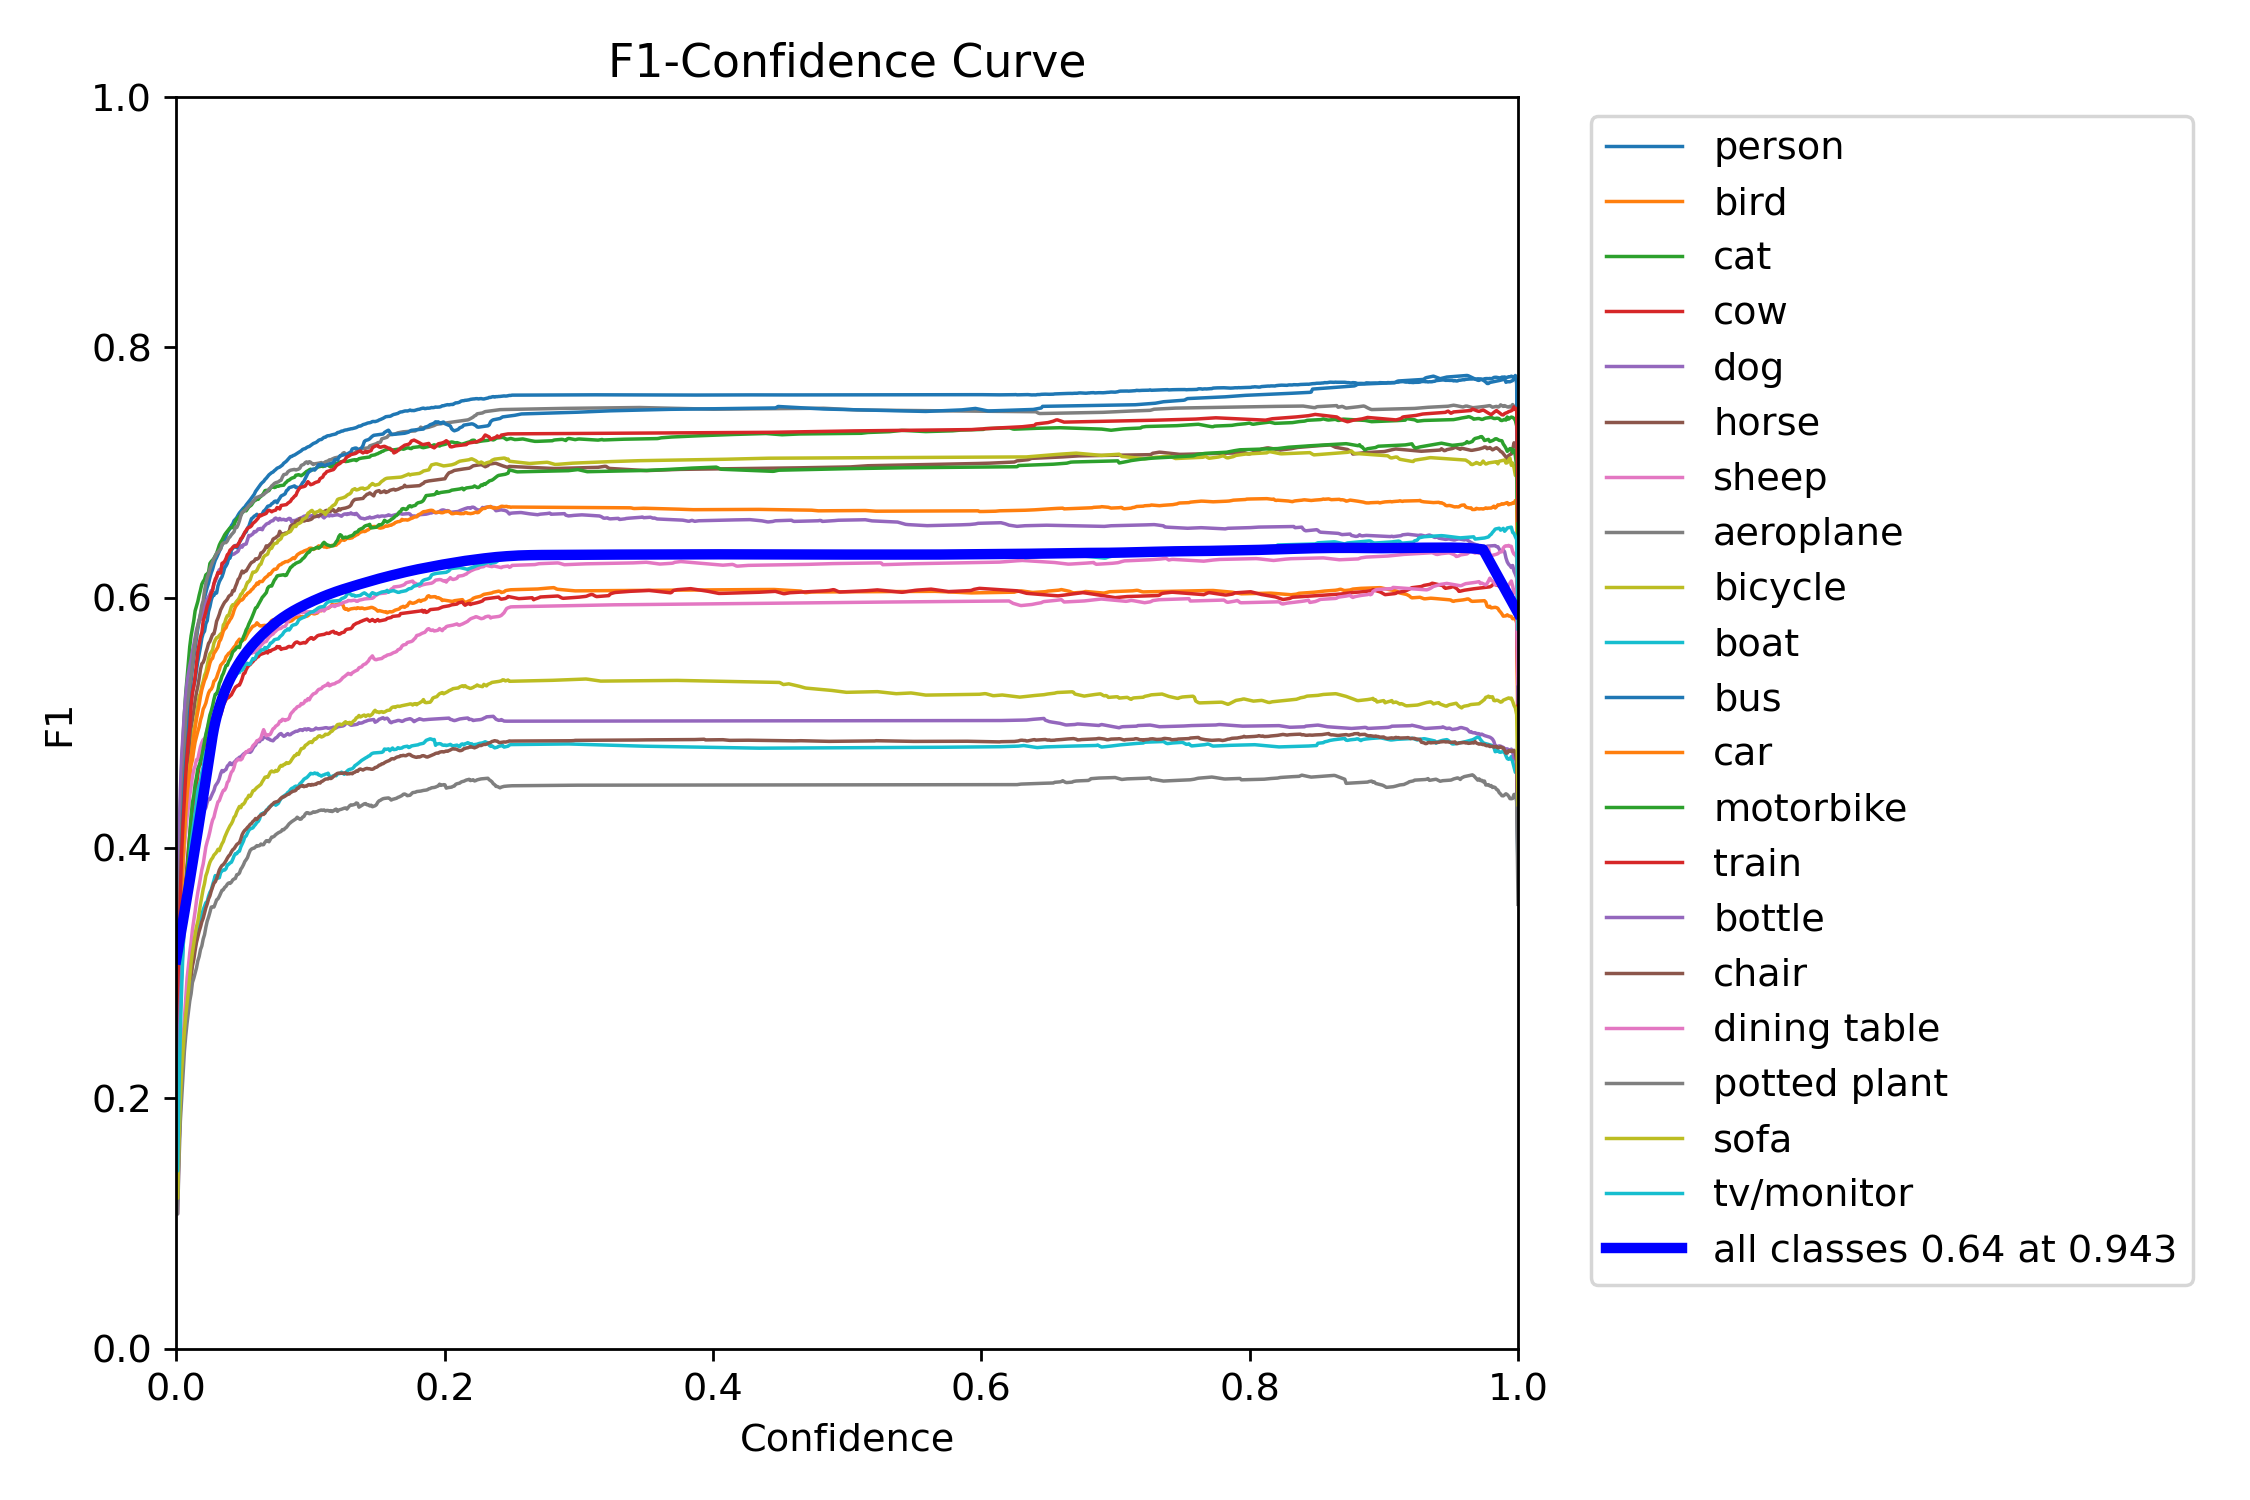 F1-Confidence Curve
1.0
0.8
0.6
0.4
0.2
0.0
F1
0.0 0.2 0.4 0.6 0.8 1.0
Confidence
person
bird
cat
cow
dog
horse
sheep
aeroplane
bicycle
boat
bus
car
motorbike
train
bottle
chair
dining table
potted plant
sofa
tv/monitor
all classes 0.64 at 0.943